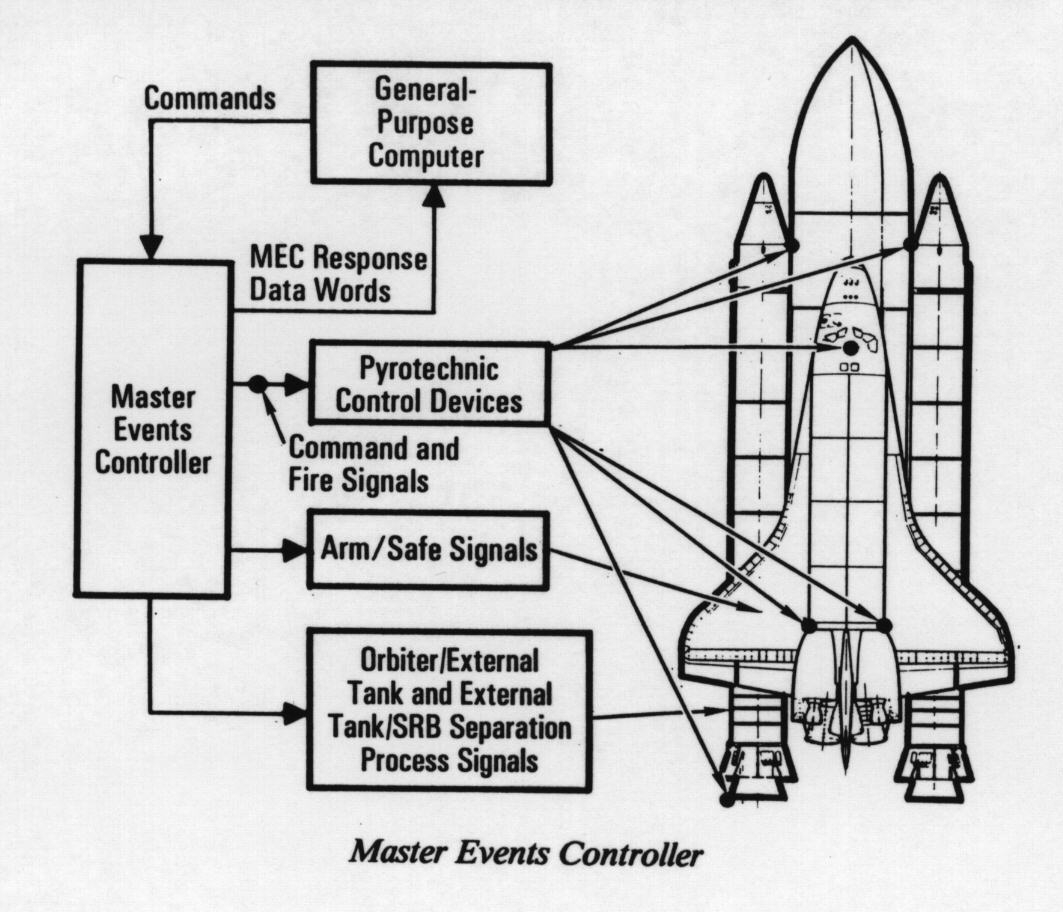 Commands
General-
Purpose
Computer
MEC Response
Data Words
Master
Events
Controller
Pyrotechnic
Control Devices
Command and
Fire Signals
Arm/Safe Signals
Orbiter/External
Tank and External
Tank/SRB Separation
Process Signals
Master Events Controller